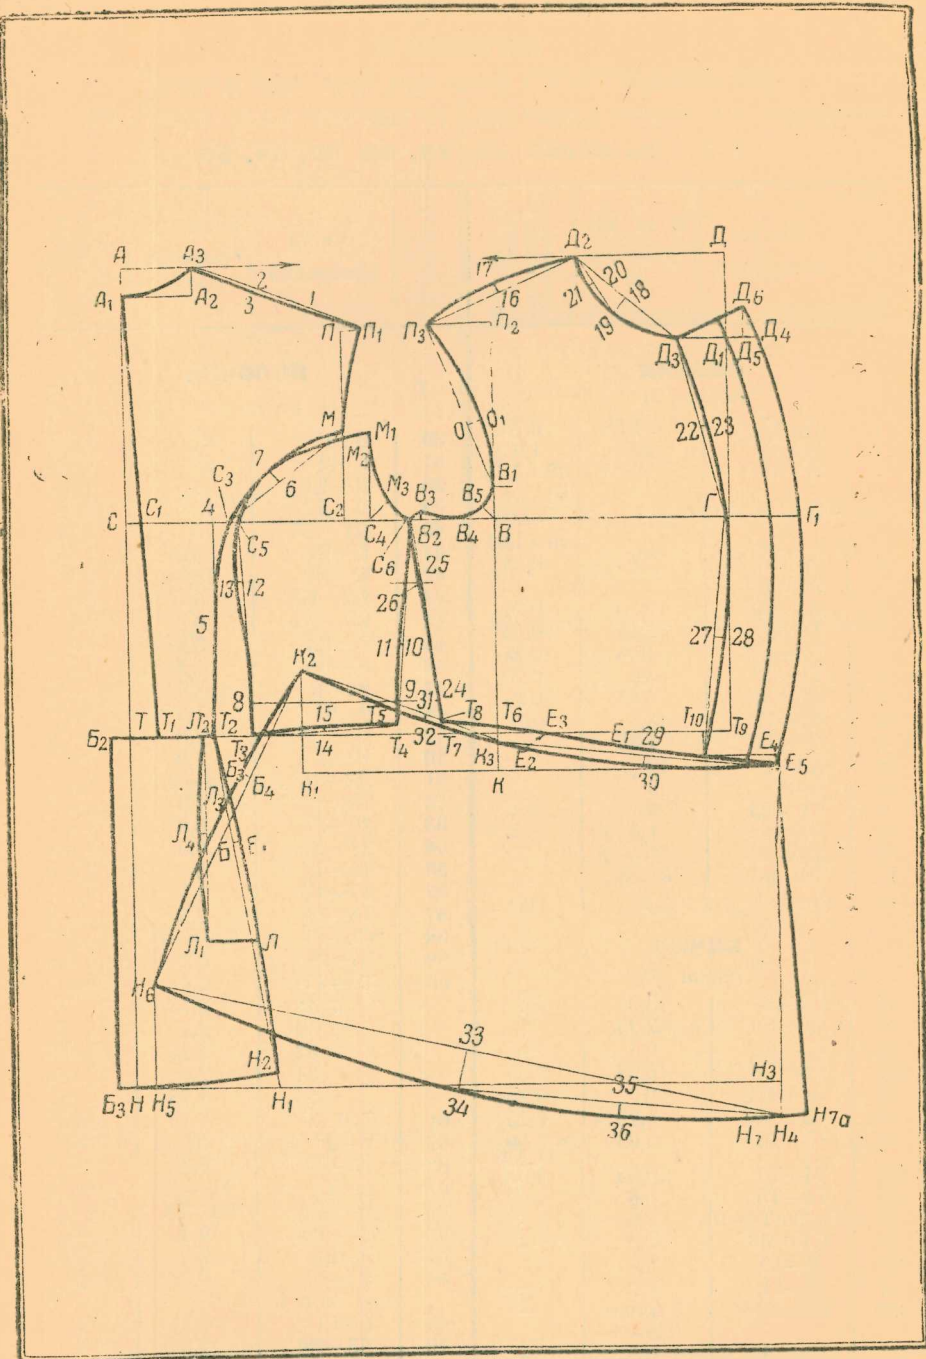 Д2 Д
А А3
17
2 20
Д6
А1 А2 3 1 16 21 18
П П1 П3 П2 19 Д4
Д3 Д1 Д5
М М1 О О1 22 23
7 М2
С3 6 М3 В3 В5 В1
С С1 4 С2 Г Г1
С5 С4 В2 В4 В
С6 25
13 12 26
5 11 10 27 28
К2
8 9 31 24
15 Т5 Т8 Т6 Е3 Т10 Т9
Т Т1 Л2 Т2 Е1 29
Б2 Т3 14 Т4 32 Т7 К3 Е2 Е4
Б3 Е5
Л3 Б4 К1 К 30
Л4 Б
Л1 Л
Н6
33
Н2 Н3
35
Б3 Н Н5 Н1 34
36 Н7 Н4 Н7а